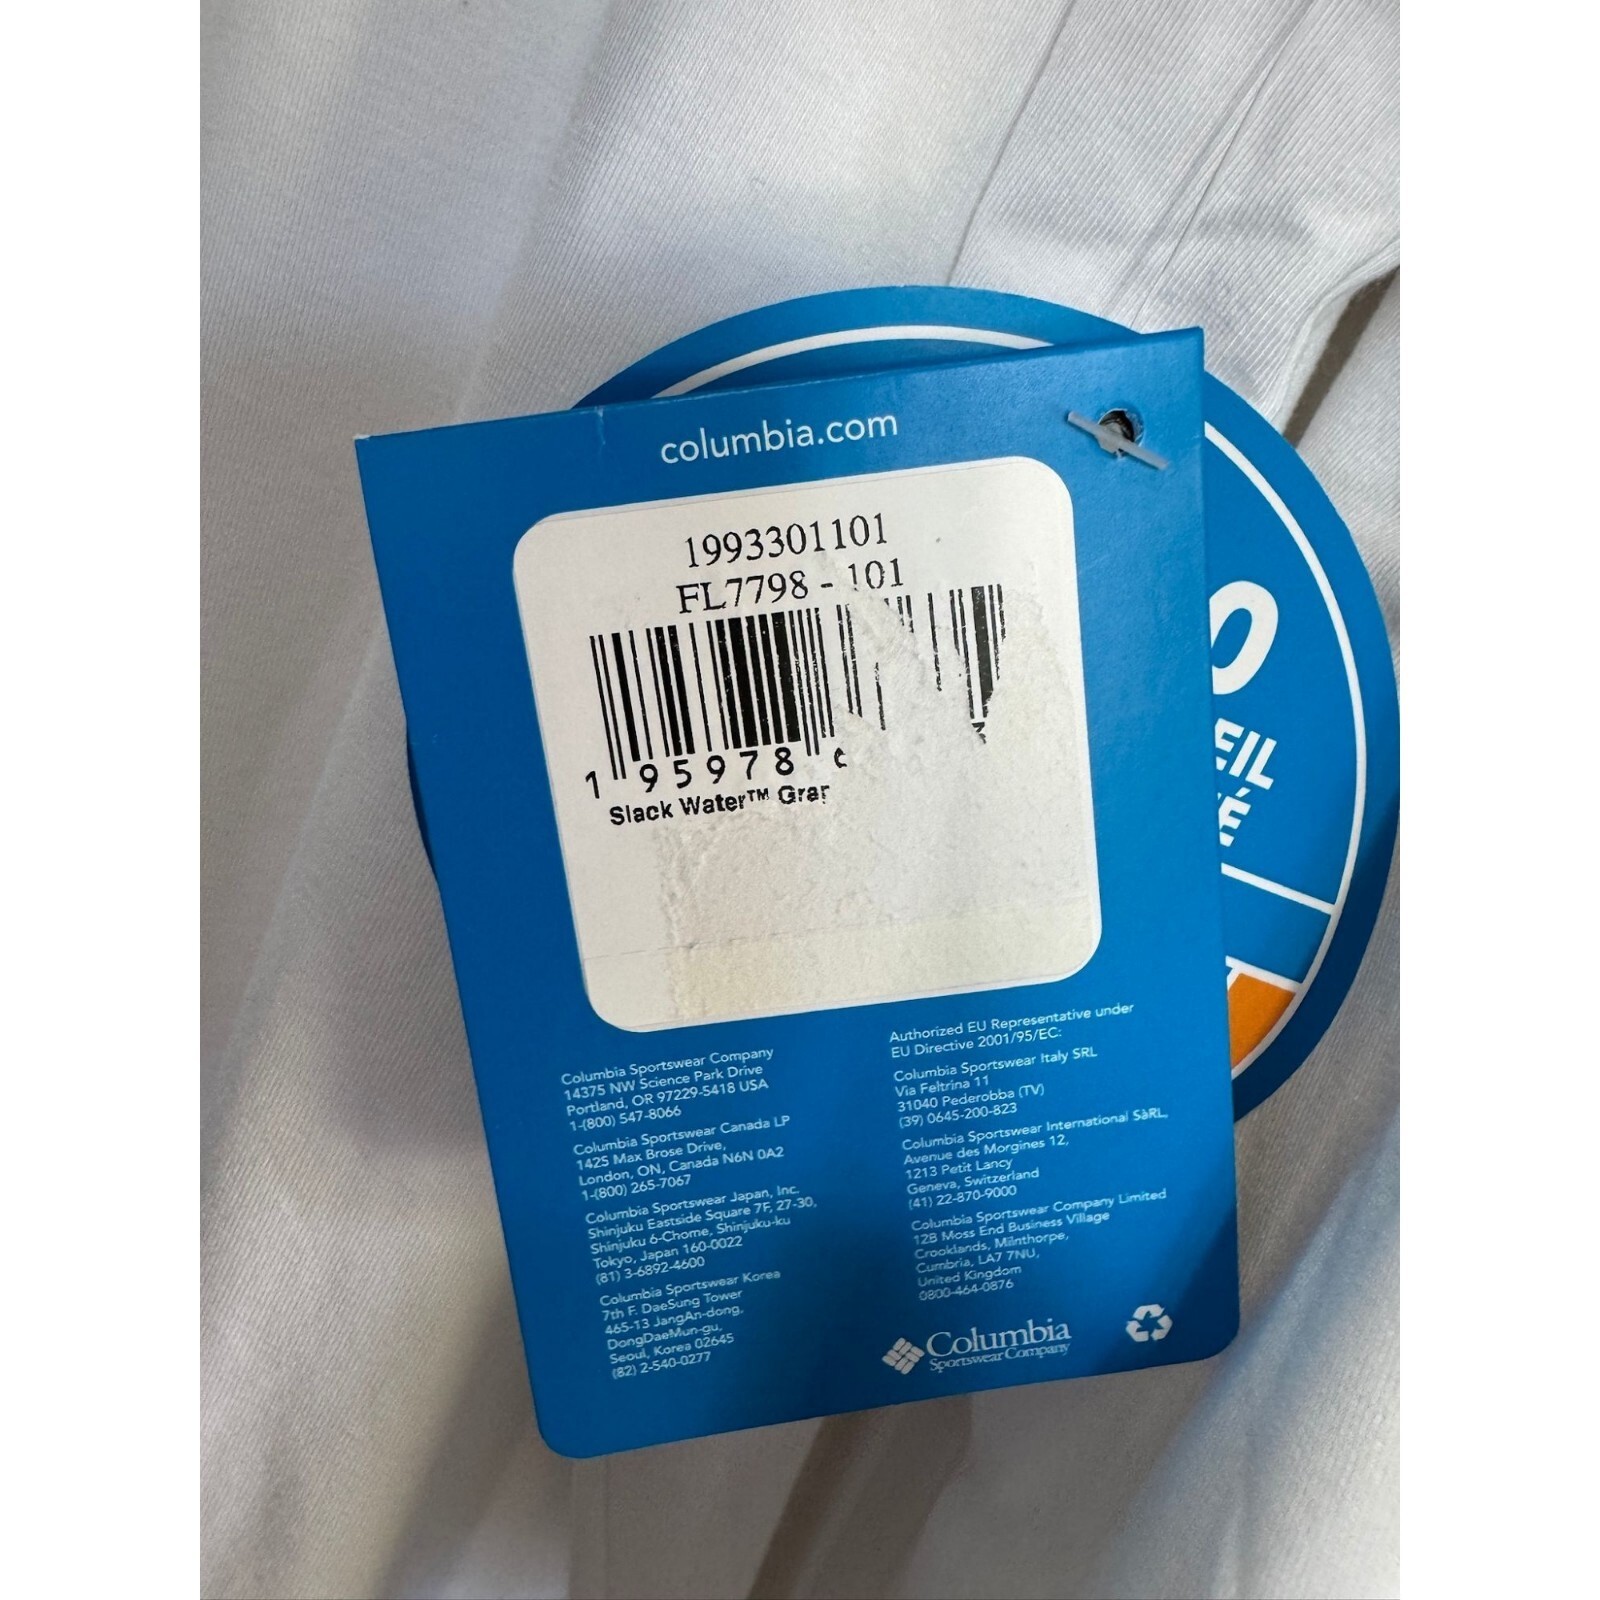 columbia.com
1993301101
FL7798 - 101
1 95978
Slack Water™
Columbia Sportswear Company
14375 NW Science Park Drive
Portland, OR 97229-5418 USA
1-(800) 547-8066
Columbia Sportswear Canada LP
1425 Max Brose Drive,
London, ON, Canada N6N 0A2
1-(800) 265-7067
Columbia Sportswear Japan, Inc.
Shinjuku Eastside Square 7F, 27-30,
Shinjuku 6-Chome, Shinjuku-ku
Tokyo, Japan 160-0022
(81) 3-6892-4600
Columbia Sportswear Korea
7th F. DaeSung Tower
465-13 JangAn-dong,
DongDaeMun-gu,
Seoul, Korea 02645
(82) 2-540-0277
Authorized EU Representative under
EU Directive 2001/95/EC:
Columbia Sportswear Italy SRL
Via Feltrina 11
31040 Pederobba (TV)
(39) 0645-200-823
Columbia Sportswear International SàRL,
Avenue des Morgines 12,
1213 Petit Lancy
Geneva, Switzerland
(41) 22-870-9000
Columbia Sportswear Company Limited
12B Moss End Business Village
Crooklands, Milnthorpe,
Cumbria, LA7 7NU,
United Kingdom
0800-464-0876
Columbia
Sportswear Company
0
EIL
É